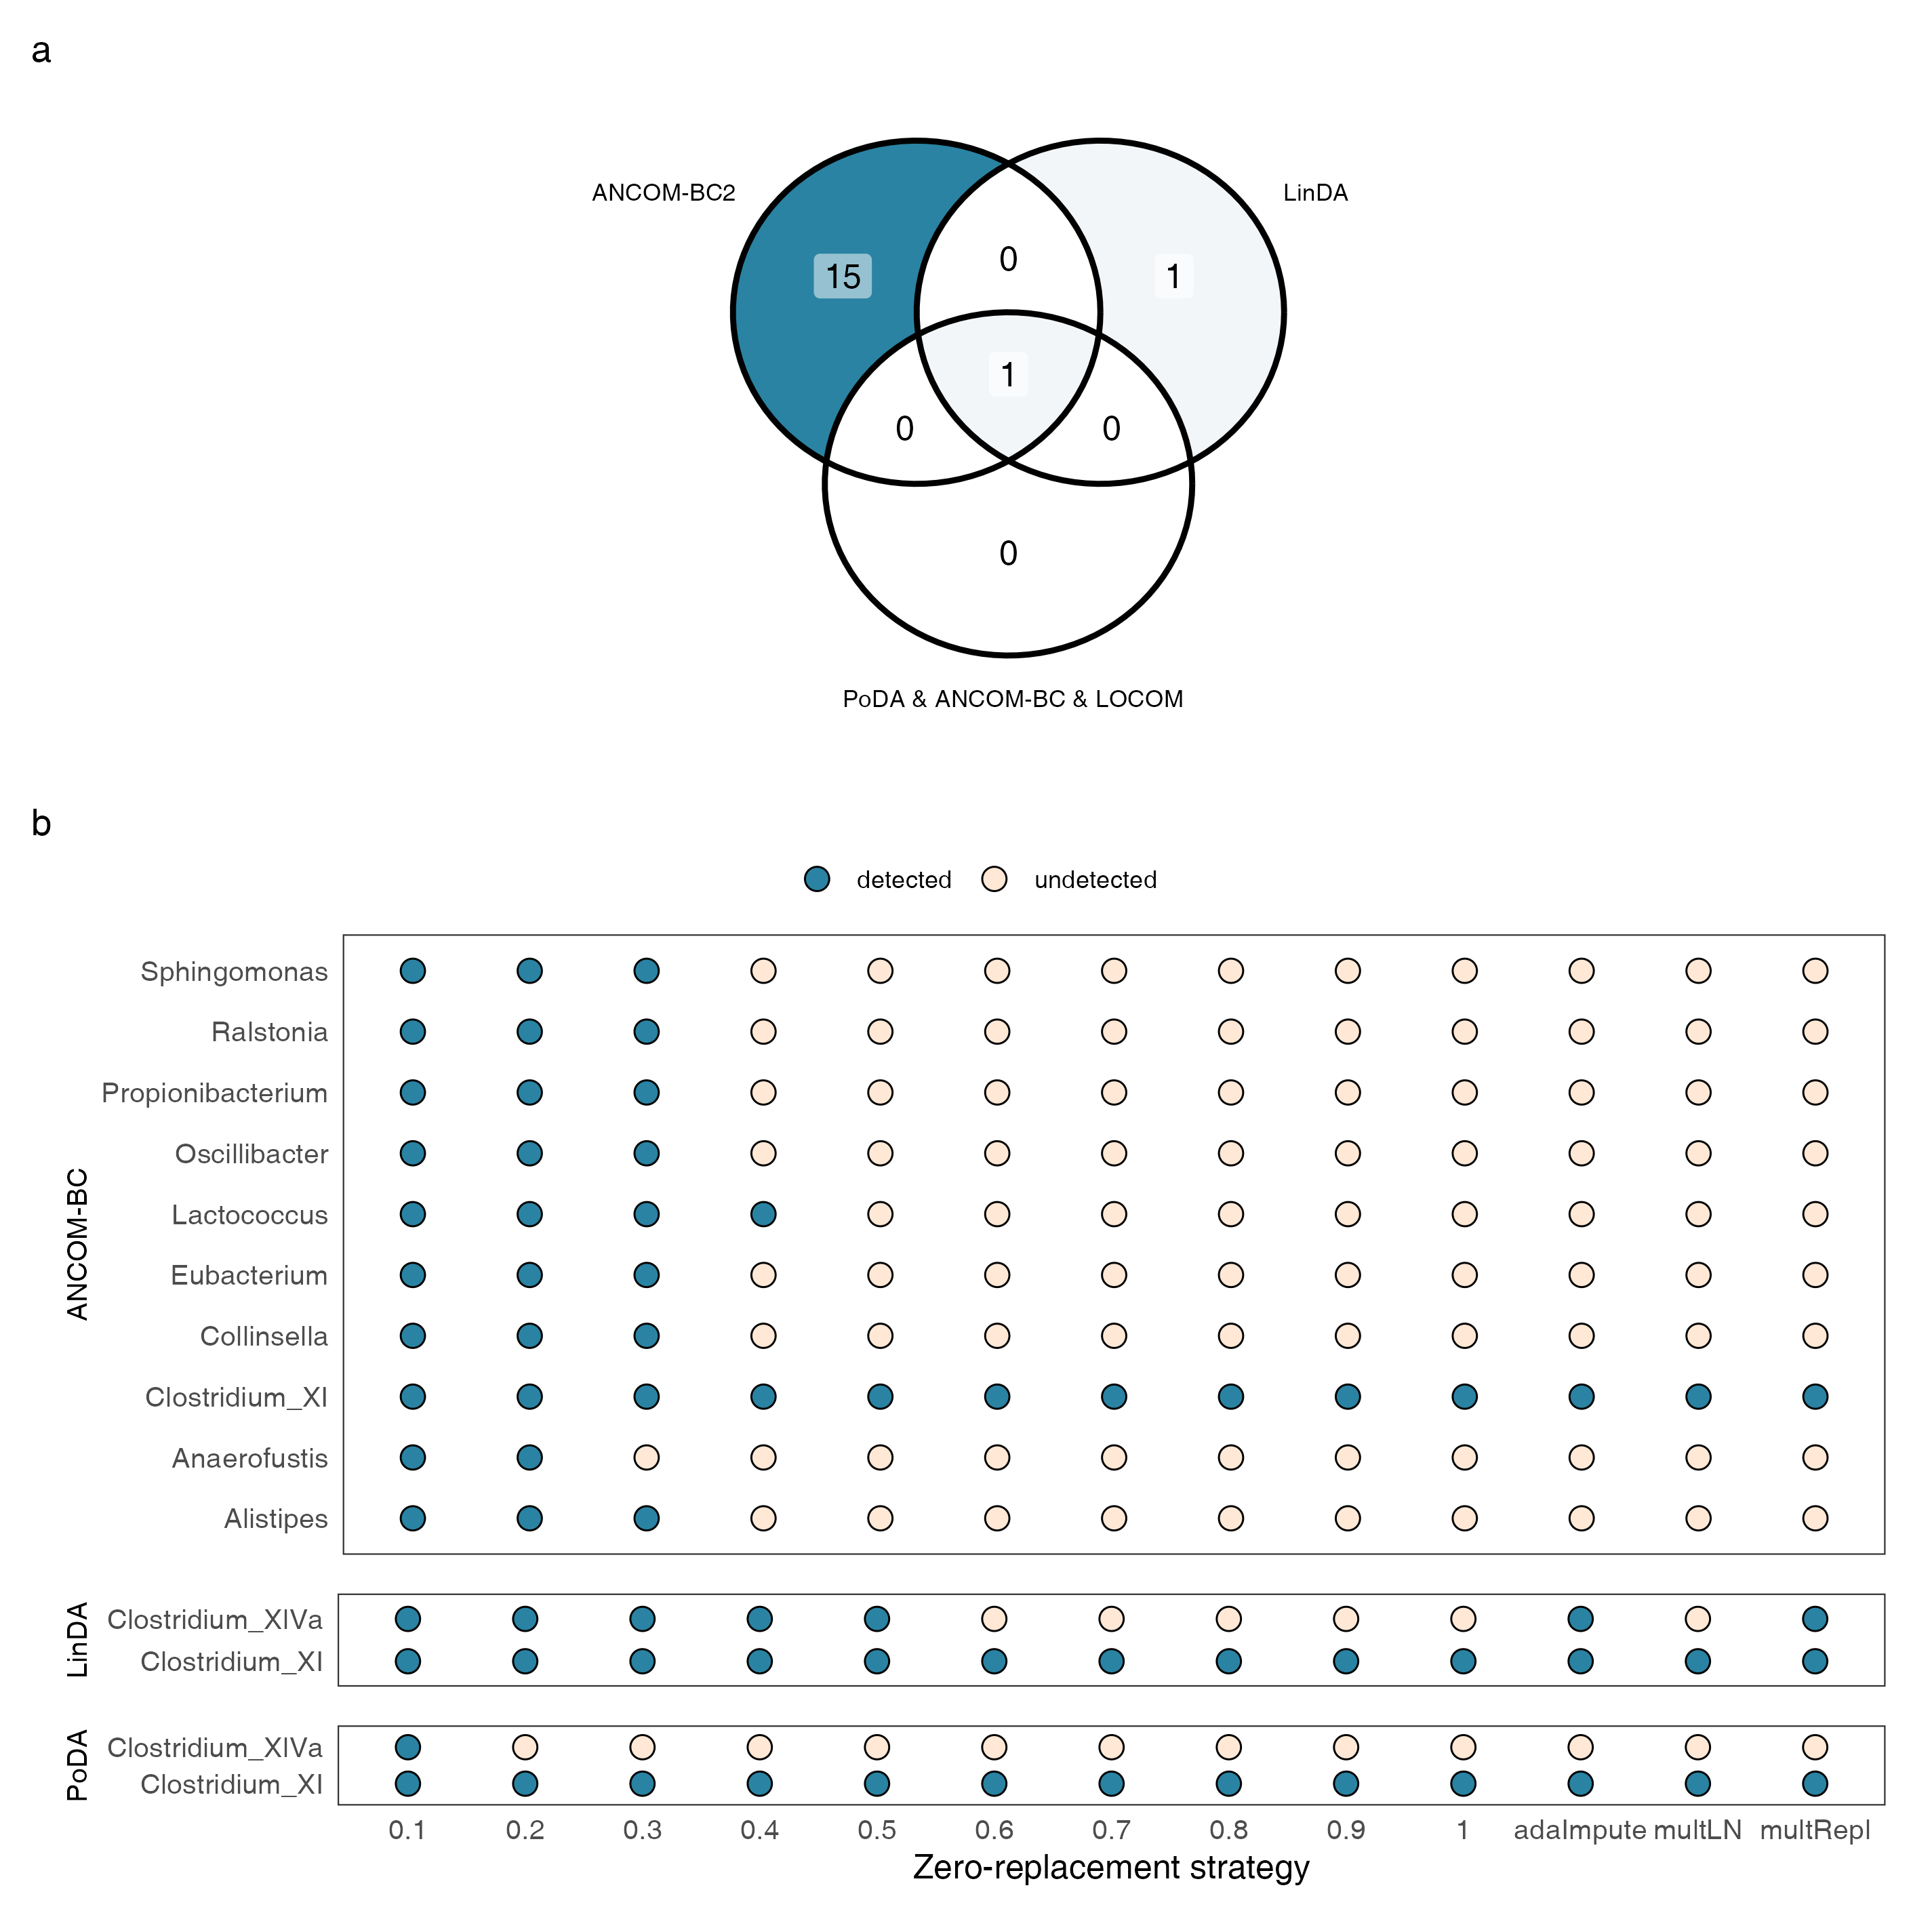 a
ANCOM-BC2
LinDA
15
0
1
1
0
0
0
PoDA & ANCOM-BC & LOCOM
b
detected
undetected
ANCOM-BC
Sphingomonas
Ralstonia
Propionibacterium
Oscillibacter
Lactococcus
Eubacterium
Collinsella
Clostridium_XI
Anaerofustis
Alistipes
LinDA
Clostridium_XIVa
Clostridium_XI
PoDA
Clostridium_XIVa
Clostridium_XI
0.1 0.2 0.3 0.4 0.5 0.6 0.7 0.8 0.9 1 adaImpute multLN multRepl
Zero-replacement strategy